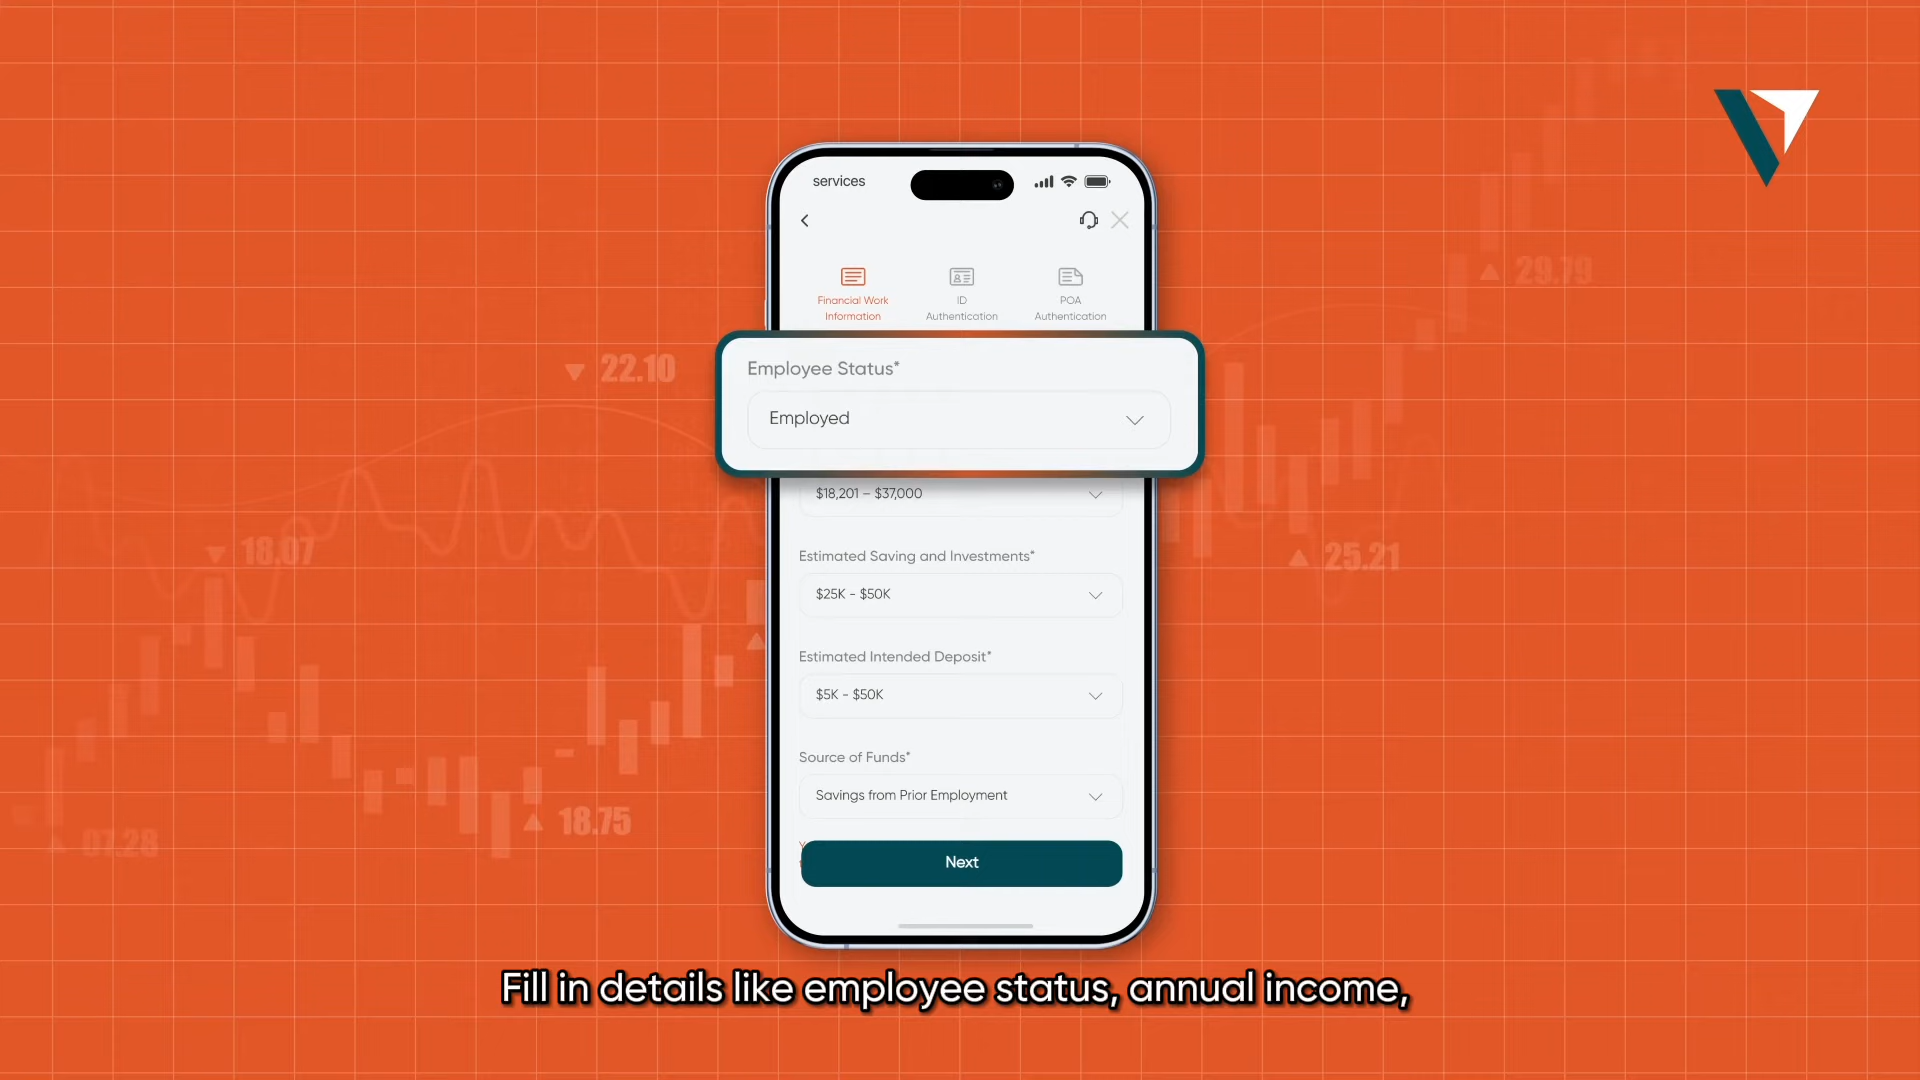 services
Financial Work
Information
ID
Authentication
POA
Authentication
Employee Status*
Employed
$18,201 – $37,000
Estimated Saving and Investments*
$25K - $50K
Estimated Intended Deposit*
$5K - $50K
Source of Funds*
Savings from Prior Employment
Next
29.79
22.10
18.07
25.21
18.75
07.28
Fill in details like employee status, annual income,